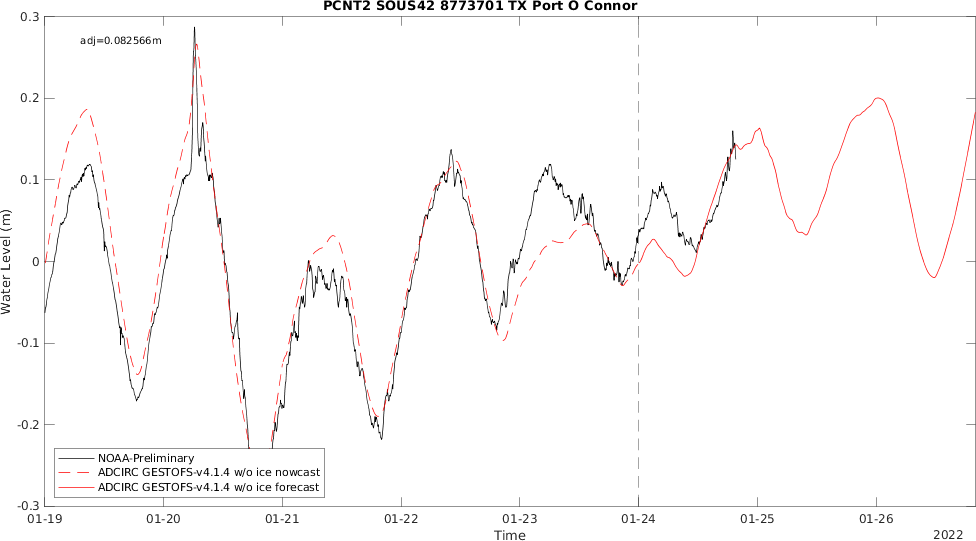 PCNT2 SOUS42 8773701 TX Port O Connor
adj=0.082566m
0.3
0.2
0.1
0
-0.1
-0.2
-0.3
Water Level (m)
NOAA-Preliminary
ADCIRC GESTOFS-v4.1.4 w/o ice nowcast
ADCIRC GESTOFS-v4.1.4 w/o ice forecast
01-19 01-20 01-21 01-22 01-23 01-24 01-25 01-26
Time
2022